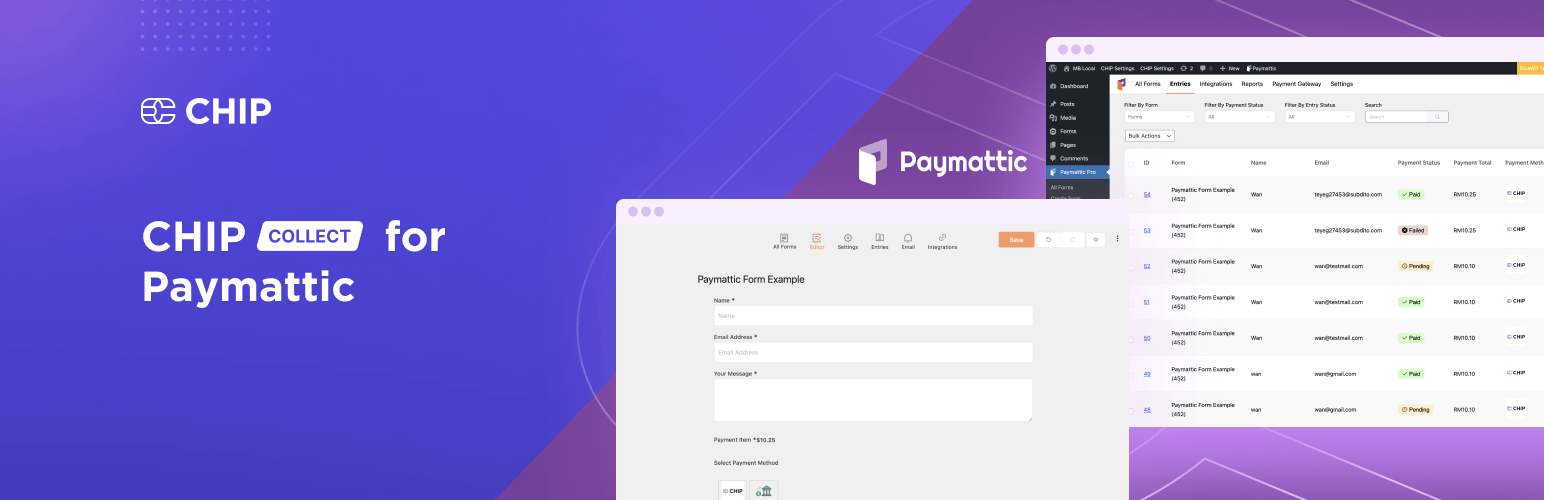 CHIP
CHIP COLLECT for
Paymattic
Paymattic
MB Local CHIP Settings CHIP Settings 2 0 New Paymattic
Dashboard
Posts
Media
Forms
Pages
Comments
Paymattic Pro
All Forms
All Forms Entries Integrations Reports Payment Gateway Settings
Filter By Form Filter By Payment Status Filter By Entry Status Search
Forms All All Search
Bulk Actions
ID Form Name Email Payment Status Payment Total Payment Meth
54 Paymattic Form Example Wan teyeg27453@subdito.com Paid RM10.25 CHIP
(452)
53 Paymattic Form Example Wan teyeg27453@subdito.com Failed RM10.25 CHIP
(452)
52 Paymattic Form Example Wan wan@testmail.com Pending RM10.10 CHIP
(452)
51 Paymattic Form Example Wan wan@testmail.com Paid RM10.10 CHIP
(452)
50 Paymattic Form Example Wan wan@testmail.com Paid RM10.10 CHIP
(452)
49 Paymattic Form Example wan wan@gmail.com Paid RM10.10 CHIP
(452)
48 Paymattic Form Example wan wan@gmail.com Pending RM10.10 CHIP
(452)
All Forms Editor Settings Entries Email Integrations Save
Paymattic Form Example
Name *
Name
Email Address *
Email Address
Your Message *
Payment Item *$10.25
Select Payment Method
CHIP